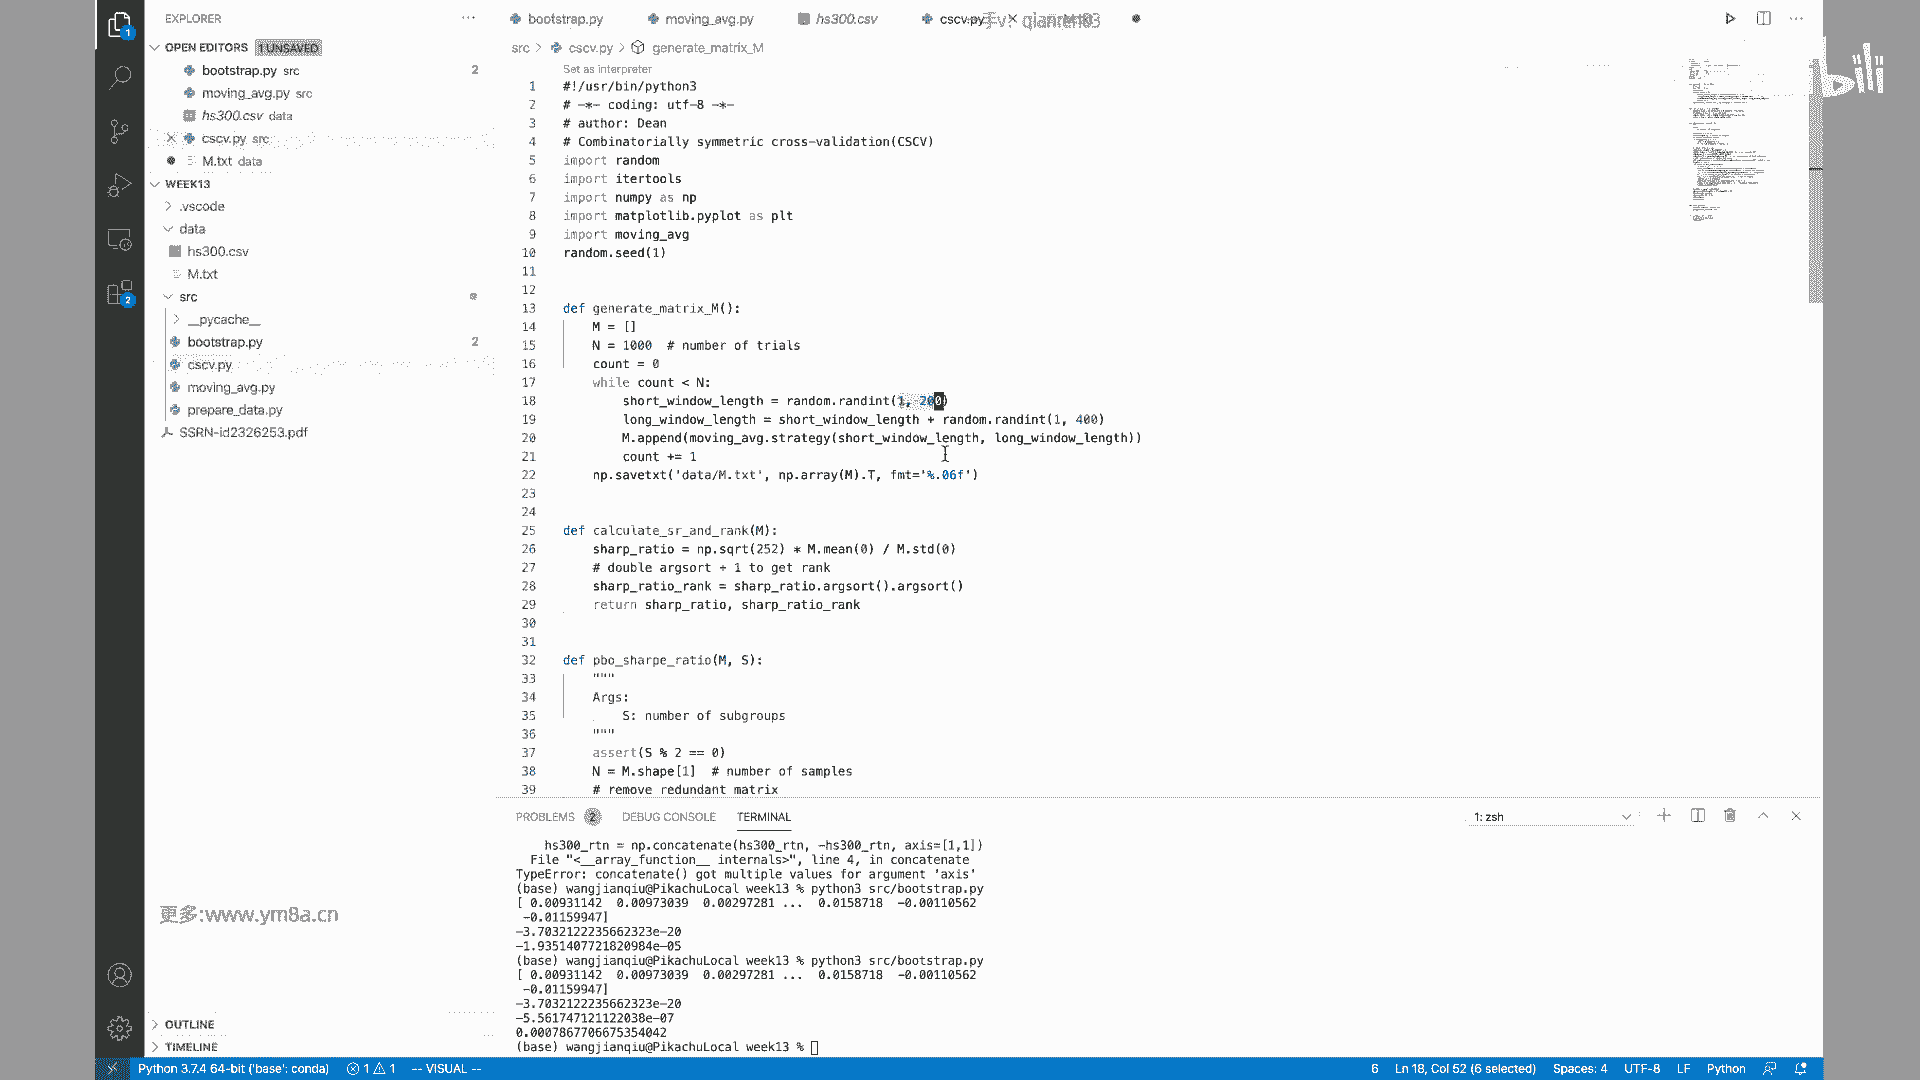 EXPLORER
OPEN EDITORS 1 UNSAVED
bootstrap.py src 2
moving_avg.py src
hs300.csv data
cscv.py src
M.txt data
WEEK13
.vscode
data
hs300.csv
M.txt
src
__pycache__
bootstrap.py 2
cscv.py
moving_avg.py
prepare_data.py
SSRN-id2326253.pdf
更多:www.ym8a.cn
OUTLINE
TIMELINE
bootstrap.py moving_avg.py hs300.csv cscv.py
bili
src > cscv.py > generate_matrix_M
Set as interpreter
1 #!/usr/bin/python3
2 # -*- coding: utf-8 -*-
3 # author: Dean
4 # Combinatorially symmetric cross-validation(CSCV)
5 import random
6 import itertools
7 import numpy as np
8 import matplotlib.pyplot as plt
9 import moving_avg
10 random.seed(1)
11
12
13 def generate_matrix_M():
14 M = []
15 N = 1000 # number of trials
16 count = 0
17 while count < N:
18 short_window_length = random.randint(1, 200)
19 long_window_length = short_window_length + random.randint(1, 400)
20 M.append(moving_avg.strategy(short_window_length, long_window_length))
21 count += 1
22 np.savetxt('data/M.txt', np.array(M).T, fmt='%.06f')
23
24
25 def calculate_sr_and_rank(M):
26 sharp_ratio = np.sqrt(252) * M.mean(0) / M.std(0)
27 # double argsort + 1 to get rank
28 sharp_ratio_rank = sharp_ratio.argsort().argsort()
29 return sharp_ratio, sharp_ratio_rank
30
31
32 def pbo_sharpe_ratio(M, S):
33 """
34 Args:
35 S: number of subgroups
36 """
37 assert(S % 2 == 0)
38 N = M.shape[1] # number of samples
39 # remove redundant matrix
PROBLEMS 2 DEBUG CONSOLE TERMINAL 1: zsh
hs300_rtn = np.concatenate(hs300_rtn, -hs300_rtn, axis=[1,1])
File "<__array_function__ internals>", line 4, in concatenate
TypeError: concatenate() got multiple values for argument 'axis'
(base) wangjianqiu@PikachuLocal week13 % python3 src/bootstrap.py
[ 0.00931142 0.00973039 0.00297281 ... 0.0158718 -0.00110562
-0.01159947]
-3.7032122235662323e-20
-1.9351407721820984e-05
(base) wangjianqiu@PikachuLocal week13 % python3 src/bootstrap.py
[ 0.00931142 0.00973039 0.00297281 ... 0.0158718 -0.00110562
-0.01159947]
-3.7032122235662323e-20
-5.561747121122038e-07
0.0007867706675354042
(base) wangjianqiu@PikachuLocal week13 %
Python 3.7.4 64-bit ('base': conda) 1 1 -- VISUAL -- 6 Ln 18, Col 52 (6 selected) Spaces: 4 UTF-8 LF Python